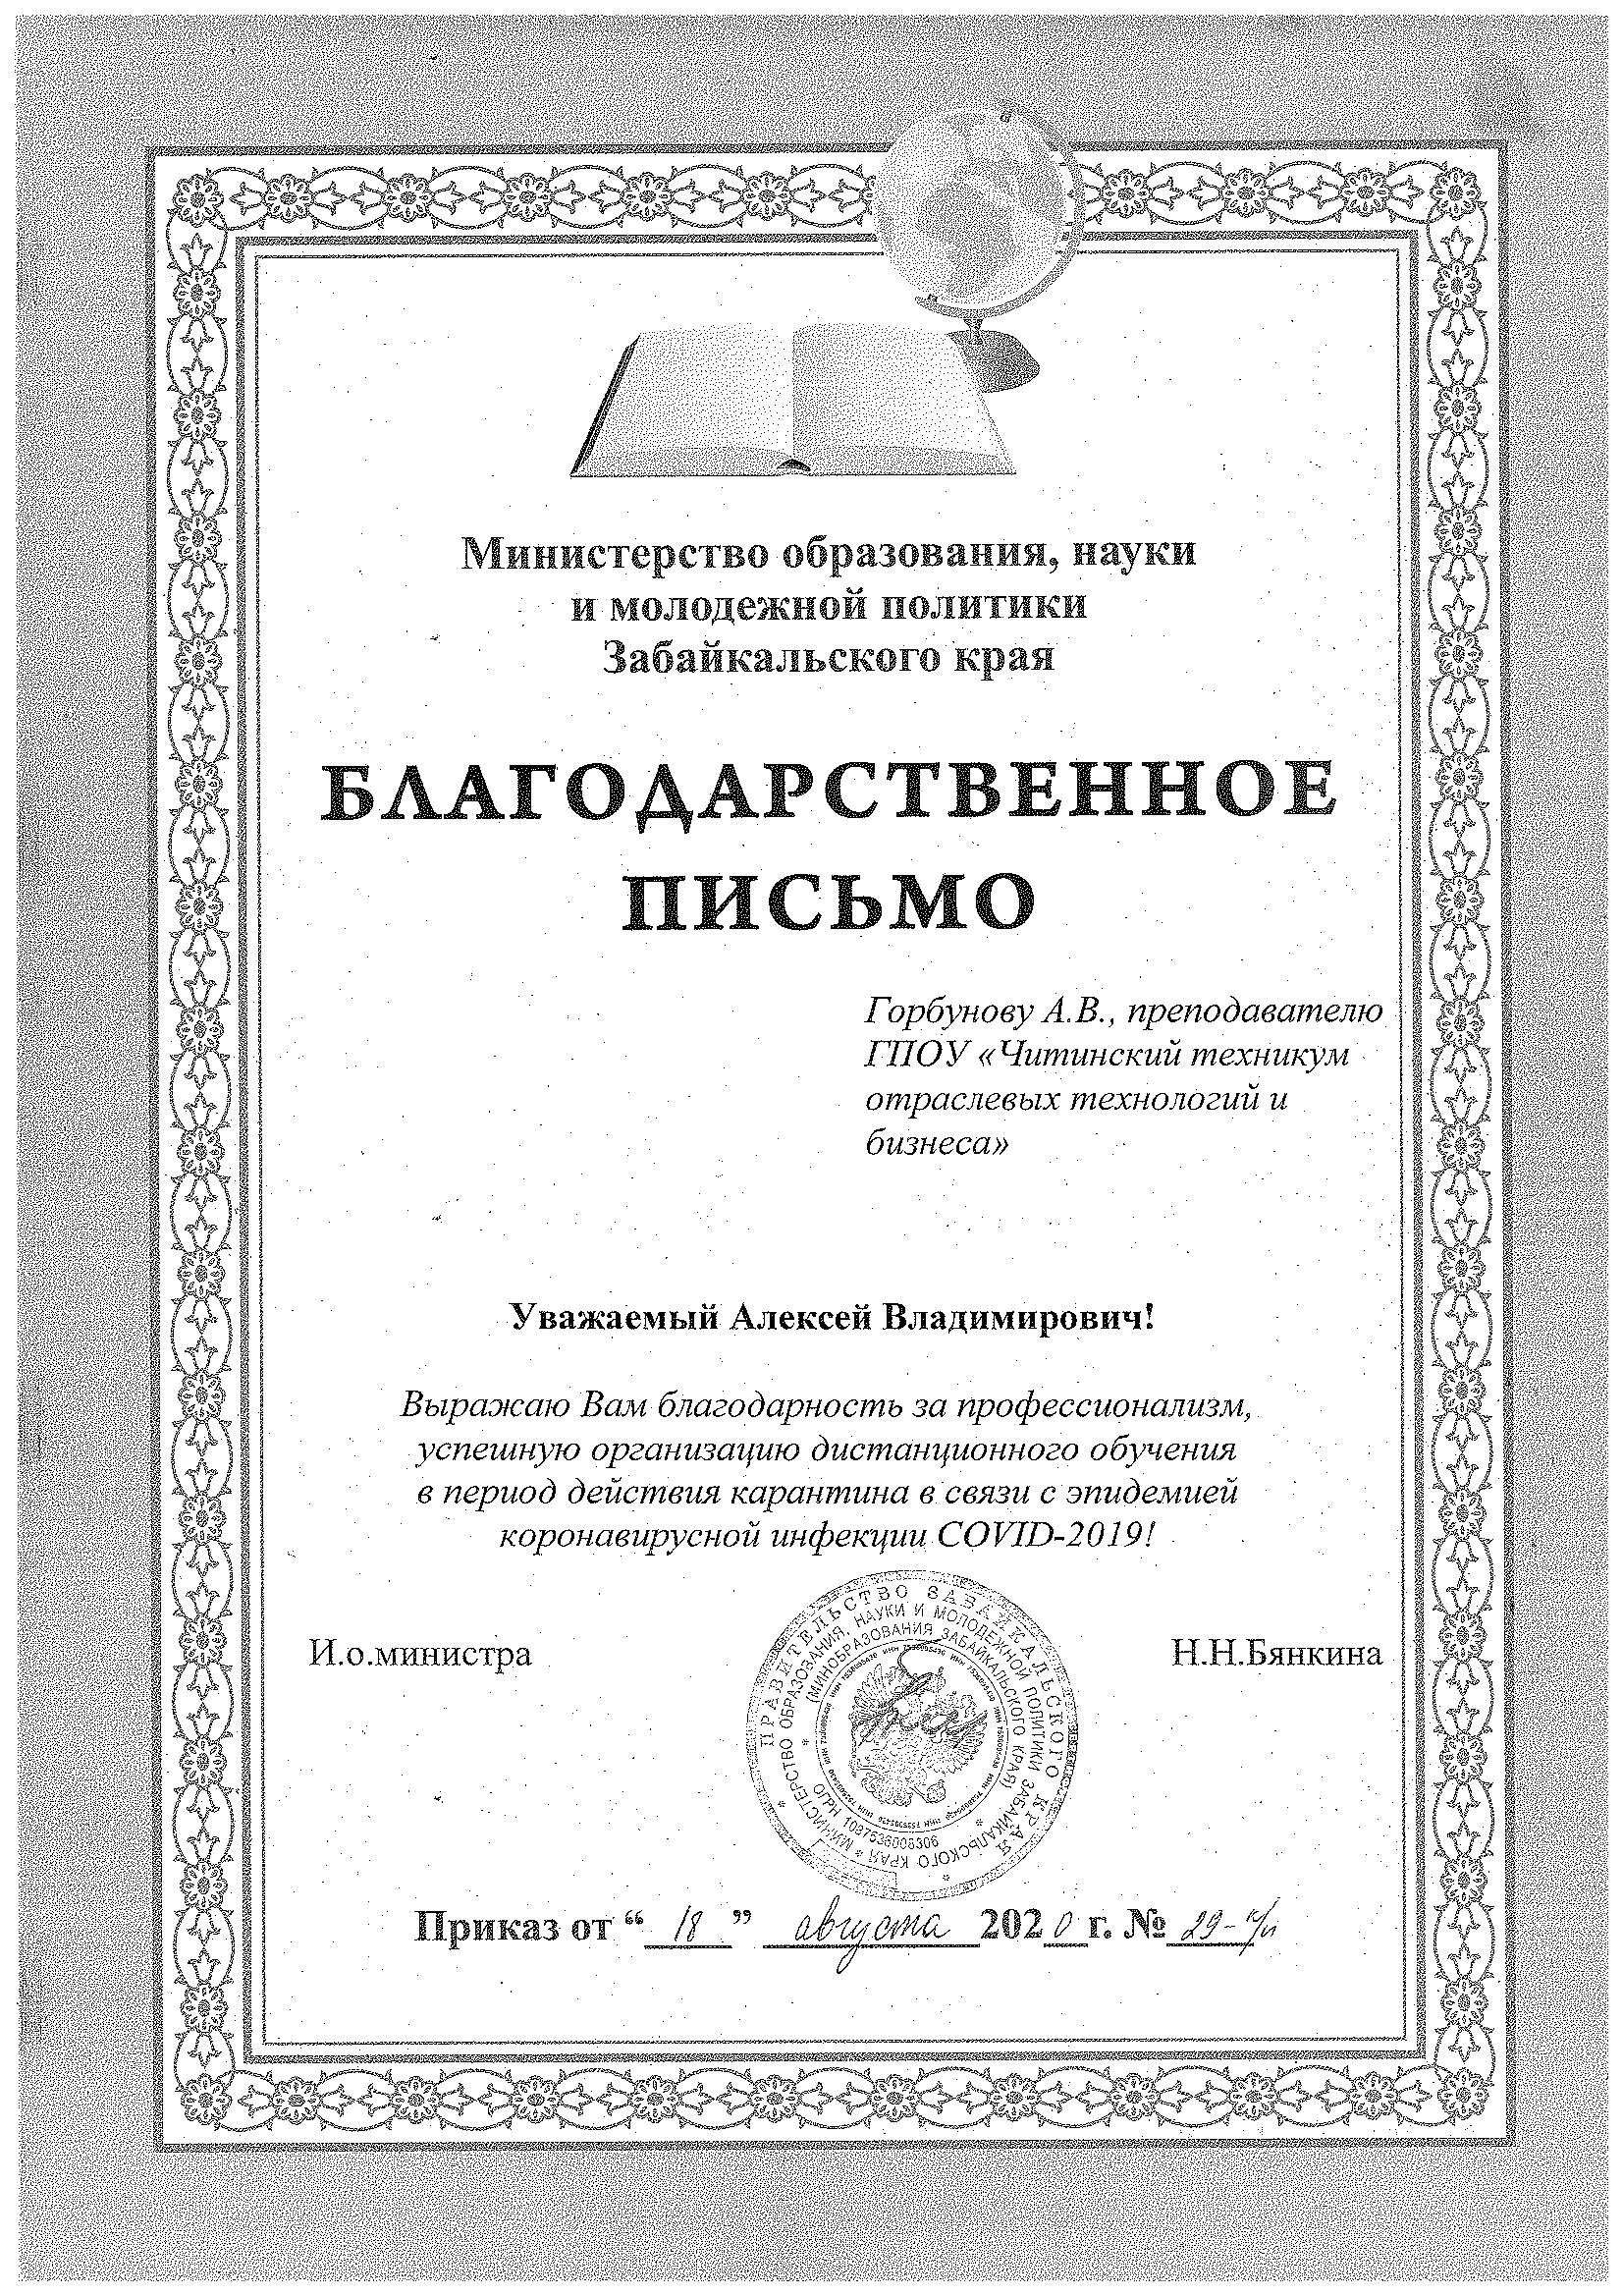 Министерство образования, науки
и молодежной политики
Забайкальского края
БЛАГОДАРСТВЕННОЕ
ПИСЬМО
Горбунову А.В., преподавателю
ГПОУ «Читинский техникум
отраслевых технологий и
бизнеса»
Уважаемый Алексей Владимирович!
Выражаю Вам благодарность за профессионализм,
успешную организацию дистанционного обучения
в период действия карантина в связи с эпидемией
коронавирусной инфекции COVID-2019!
И.о.министра
Н.Н.Бянкина
ПРАВИТЕЛЬСТВО ЗАБАЙКАЛЬСКОГО КРАЯ
* МИНИСТЕРСТВО ОБРАЗОВАНИЯ, НАУКИ И МОЛОДЕЖНОЙ ПОЛИТИКИ ЗАБАЙКАЛЬСКОГО КРАЯ
(МИНОБРАЗОВАНИЯ ЗАБАЙКАЛЬСКОГО КРАЯ)
ОГРН
Приказ от “ 18 ” августа 2020 г. № 29-